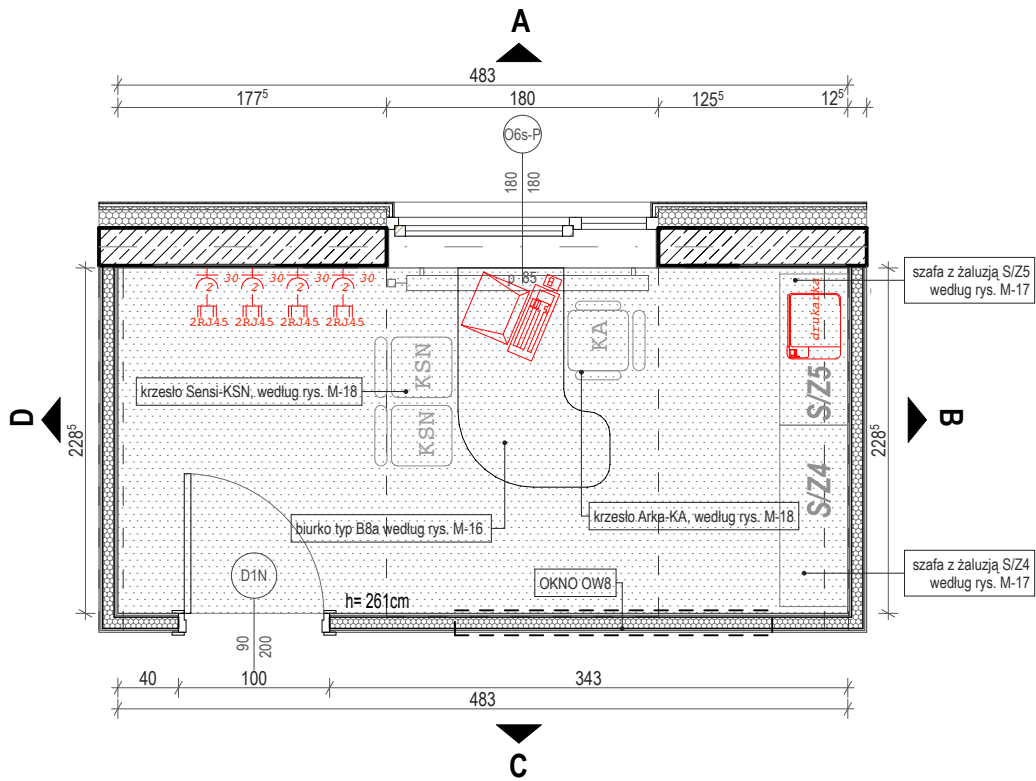 A
483
177⁵ 180 125⁵ 12⁵
O6s-P
180 180
szafa z żaluzją S/Z5
według rys. M-17
p. 85
30 30 30 30
2 2 2 2
2RJ45 2RJ45 2RJ45 2RJ45
drukarka
KA
KSN
krzesło Sensi-KSN, według rys. M-18
S/Z5
D
228⁵
KSN
B
228⁵
S/Z4
krzesło Arka-KA, według rys. M-18
biurko typ B8a według rys. M-16
szafa z żaluzją S/Z4
według rys. M-17
D1N
OKNO OW8
h= 261cm
90 200
40 100 343
483
C